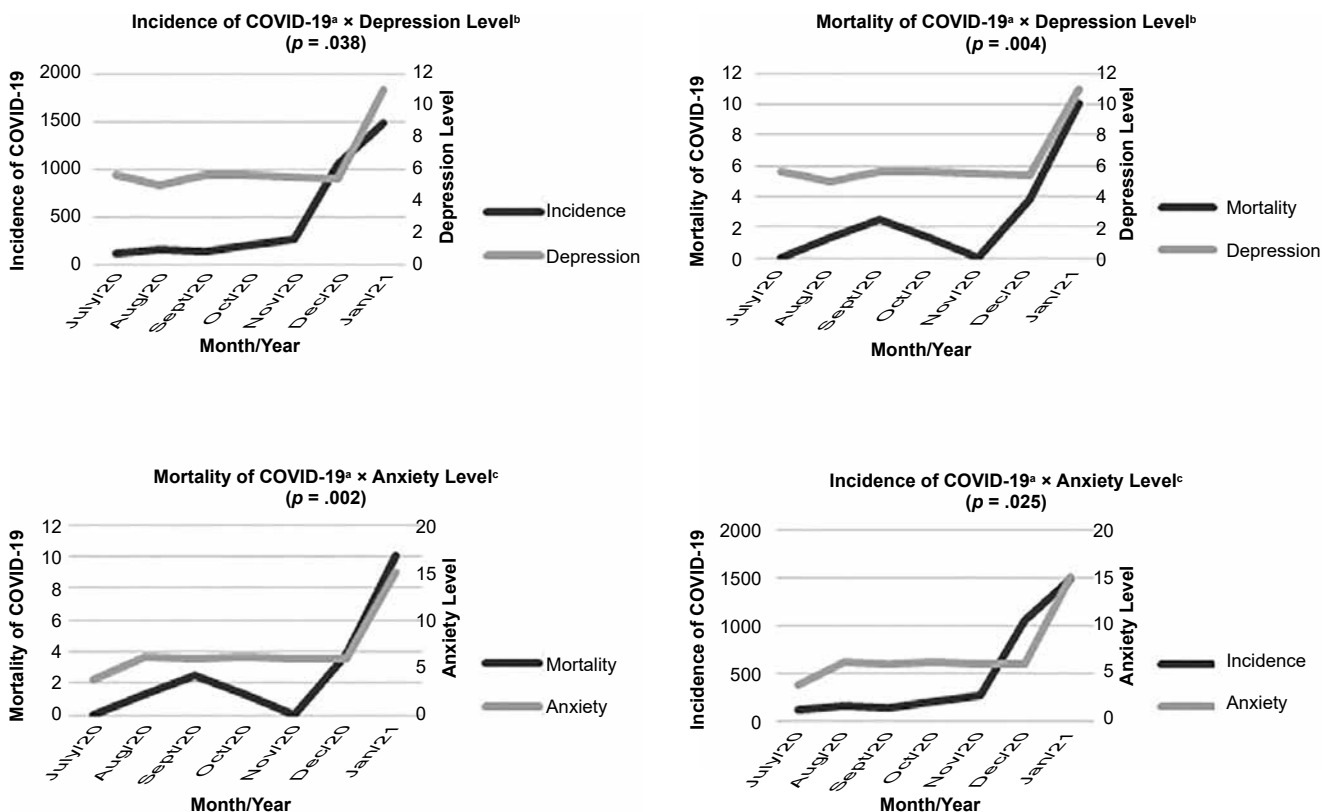 Incidence of COVID-19ᵃ × Depression Levelᵇ
(p = .038)
Incidence of COVID-19
2000
1500
1000
500
0
12
10
8
6
4
2
0
Depression Level
Incidence
Depression
July/20
Aug/20
Sept/20
Oct/20
Nov/20
Dec/20
Jan/21
Month/Year
Mortality of COVID-19ᵃ × Depression Levelᵇ
(p = .004)
Mortality of COVID-19
12
10
8
6
4
2
0
12
10
8
6
4
2
0
Depression Level
Mortality
Depression
July/20
Aug/20
Sept/20
Oct/20
Nov/20
Dec/20
Jan/21
Month/Year
Mortality of COVID-19ᵃ × Anxiety Levelᶜ
(p = .002)
Mortality of COVID-19
12
10
8
6
4
2
0
20
15
10
5
0
Anxiety Level
Mortality
Anxiety
July/20
Aug/20
Sept/20
Oct/20
Nov/20
Dec/20
Jan/21
Month/Year
Incidence of COVID-19ᵃ × Anxiety Levelᶜ
(p = .025)
Incidence of COVID-19
2000
1500
1000
500
0
20
15
10
5
0
Anxiety Level
Incidence
Anxiety
July/20
Aug/20
Sept/20
Oct/20
Nov/20
Dec/20
Jan/21
Month/Year